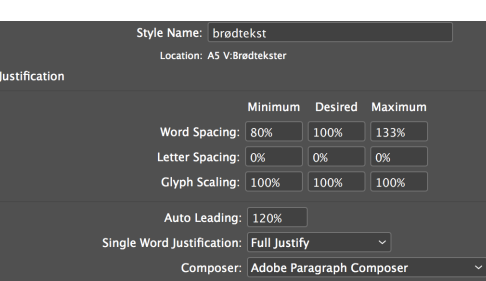 Style Name: brødtekst
Location: A5 V:Brødtekster
Justification
Minimum Desired Maximum
Word Spacing: 80% 100% 133%
Letter Spacing: 0% 0% 0%
Glyph Scaling: 100% 100% 100%
Auto Leading: 120%
Single Word Justification: Full Justify
Composer: Adobe Paragraph Composer